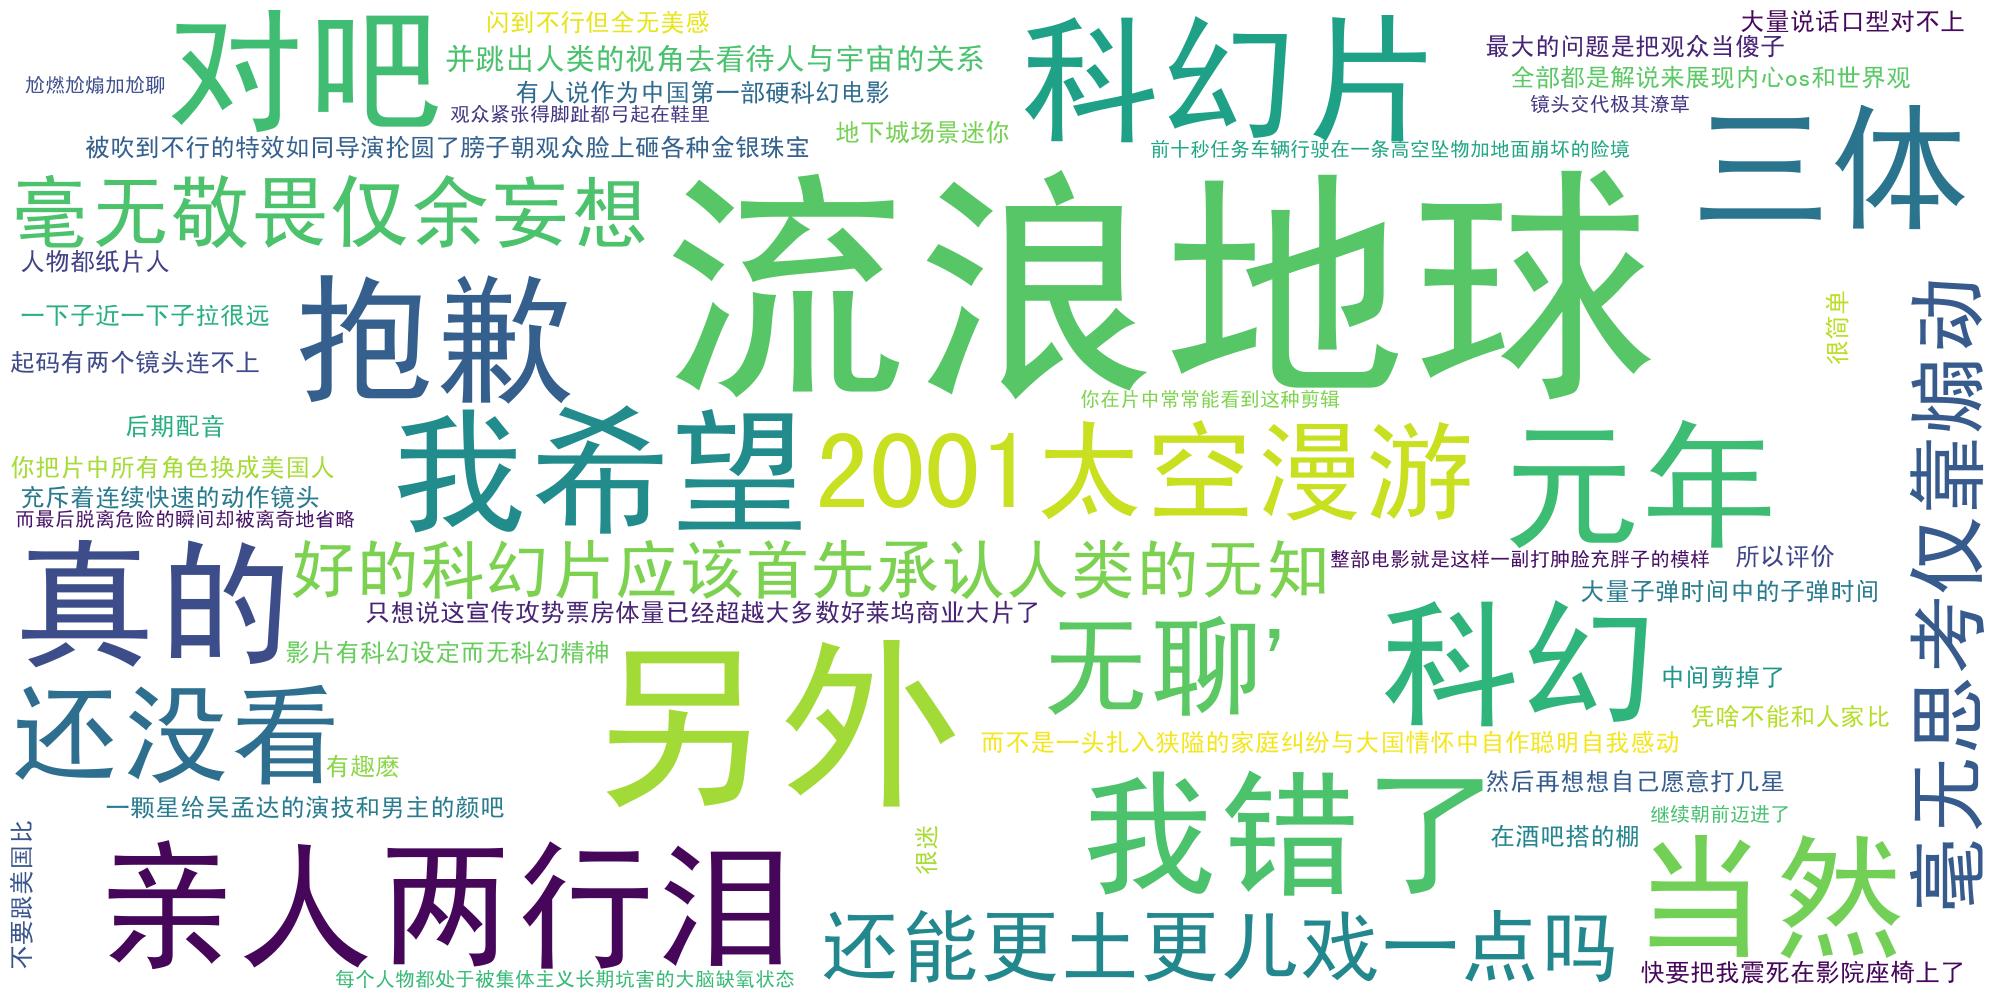 闪到不行但全无美感
大量说话口型对不上
对吧
科幻片
并跳出人类的视角去看待人与宇宙的关系
最大的问题是把观众当傻子
尬燃尬煽加尬聊
有人说作为中国第一部硬科幻电影
全部都是解说来展现内心os和世界观
观众紧张得脚趾都弓起在鞋里
镜头交代极其潦草
地下城场景迷你
三体
被吹到不行的特效如同导演抡圆了膀子朝观众脸上砸各种金银珠宝
前十秒任务车辆行驶在一条高空坠物加地面崩坏的险境
毫无敬畏仅余妄想
流浪地球
人物都纸片人
抱歉
一下子近一下子拉很远
很简单
毫无思考仅靠煽动
起码有两个镜头连不上
你在片中常常能看到这种剪辑
后期配音
我希望
2001太空漫游
元年
你把片中所有角色换成美国人
充斥着连续快速的动作镜头
而最后脱离危险的瞬间却被离奇地省略
真的
好的科幻片应该首先承认人类的无知
整部电影就是这样一副打肿脸充胖子的模样
所以评价
大量子弹时间中的子弹时间
只想说这宣传攻势票房体量已经超越大多数好莱坞商业大片了
影片有科幻设定而无科幻精神
另外
无聊'
科幻
中间剪掉了
还没看
凭啥不能和人家比
有趣麽
而不是一头扎入狭隘的家庭纠纷与大国情怀中自作聪明自我感动
然后再想想自己愿意打几星
一颗星给吴孟达的演技和男主的颜吧
我错了
继续朝前迈进了
不要跟美国比
很迷
在酒吧搭的棚
亲人两行泪
当然
还能更土更儿戏一点吗
每个人物都处于被集体主义长期坑害的大脑缺氧状态
快要把我震死在影院座椅上了